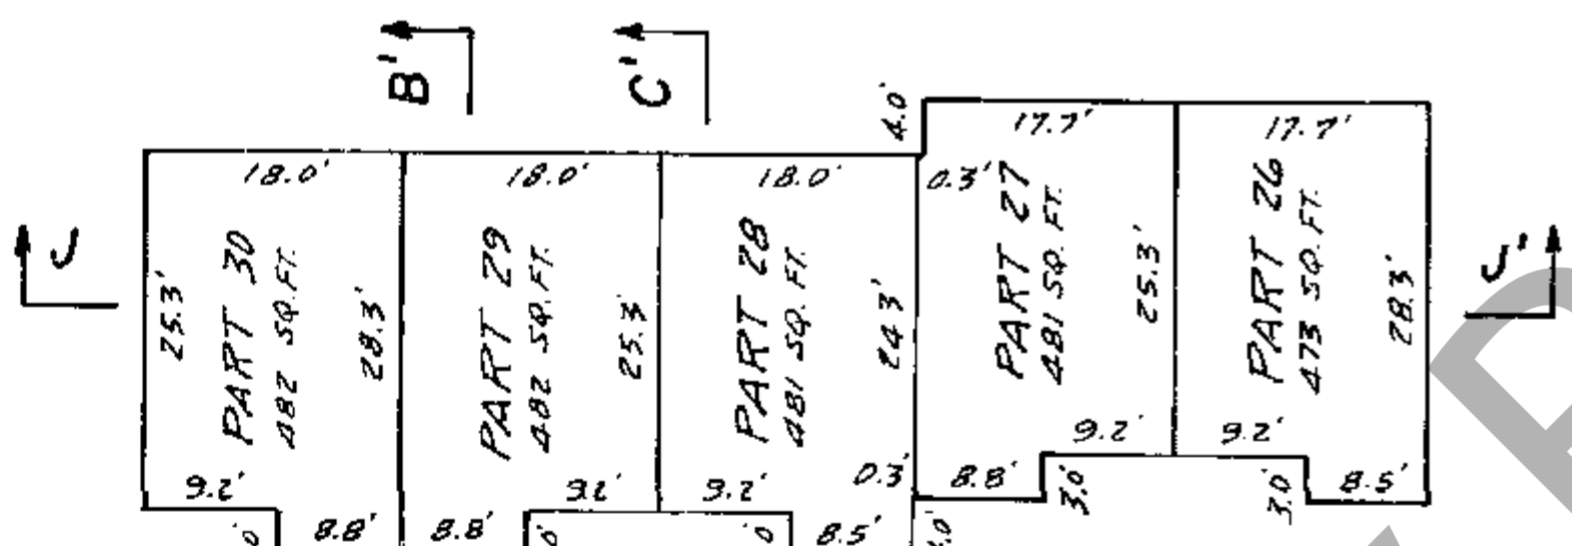 B'
C'
4.0'
17.7'
17.7'
18.0'
18.0'
18.0'
0.3'
J
J'
25.3'
PART 30
482 SQ. FT.
28.3'
PART 29
482 SQ. FT.
25.3'
PART 28
481 SQ. FT.
24.3'
PART 27
481 SQ. FT.
25.3'
PART 26
473 SQ. FT.
28.3'
9.2'
9.2'
9.2'
9.2'
9.2'
0.3'
8.8'
3.0'
3.0'
8.5'
8.8'
8.8'
8.5'